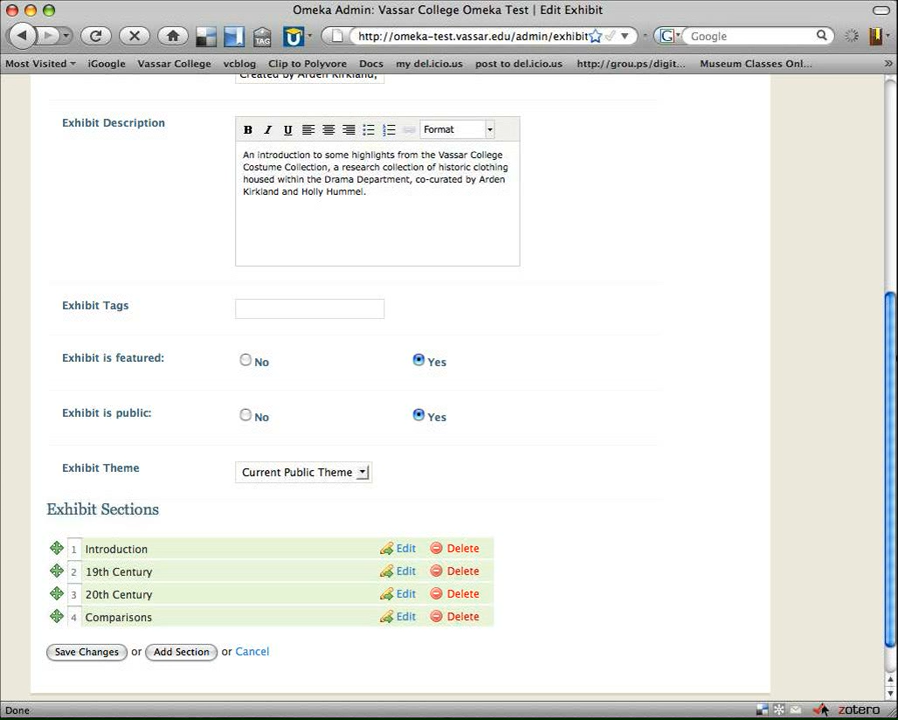 Omeka Admin: Vassar College Omeka Test | Edit Exhibit
http://omeka-test.vassar.edu/admin/exhibit
Google
Most Visited iGoogle Vassar College vcblog Clip to Polyvore Docs my del.icio.us post to del.icio.us http://grou.ps/digit... Museum Classes Onl... »
Created by Arden Kirkland,
Exhibit Description
B I U Format
An introduction to some highlights from the Vassar College
Costume Collection, a research collection of historic clothing
housed within the Drama Department, co-curated by Arden
Kirkland and Holly Hummel.
Exhibit Tags
Exhibit is featured: No Yes
Exhibit is public: No Yes
Exhibit Theme Current Public Theme
Exhibit Sections
1 Introduction Edit Delete
2 19th Century Edit Delete
3 20th Century Edit Delete
4 Comparisons Edit Delete
Save Changes or Add Section or Cancel
Done zotero